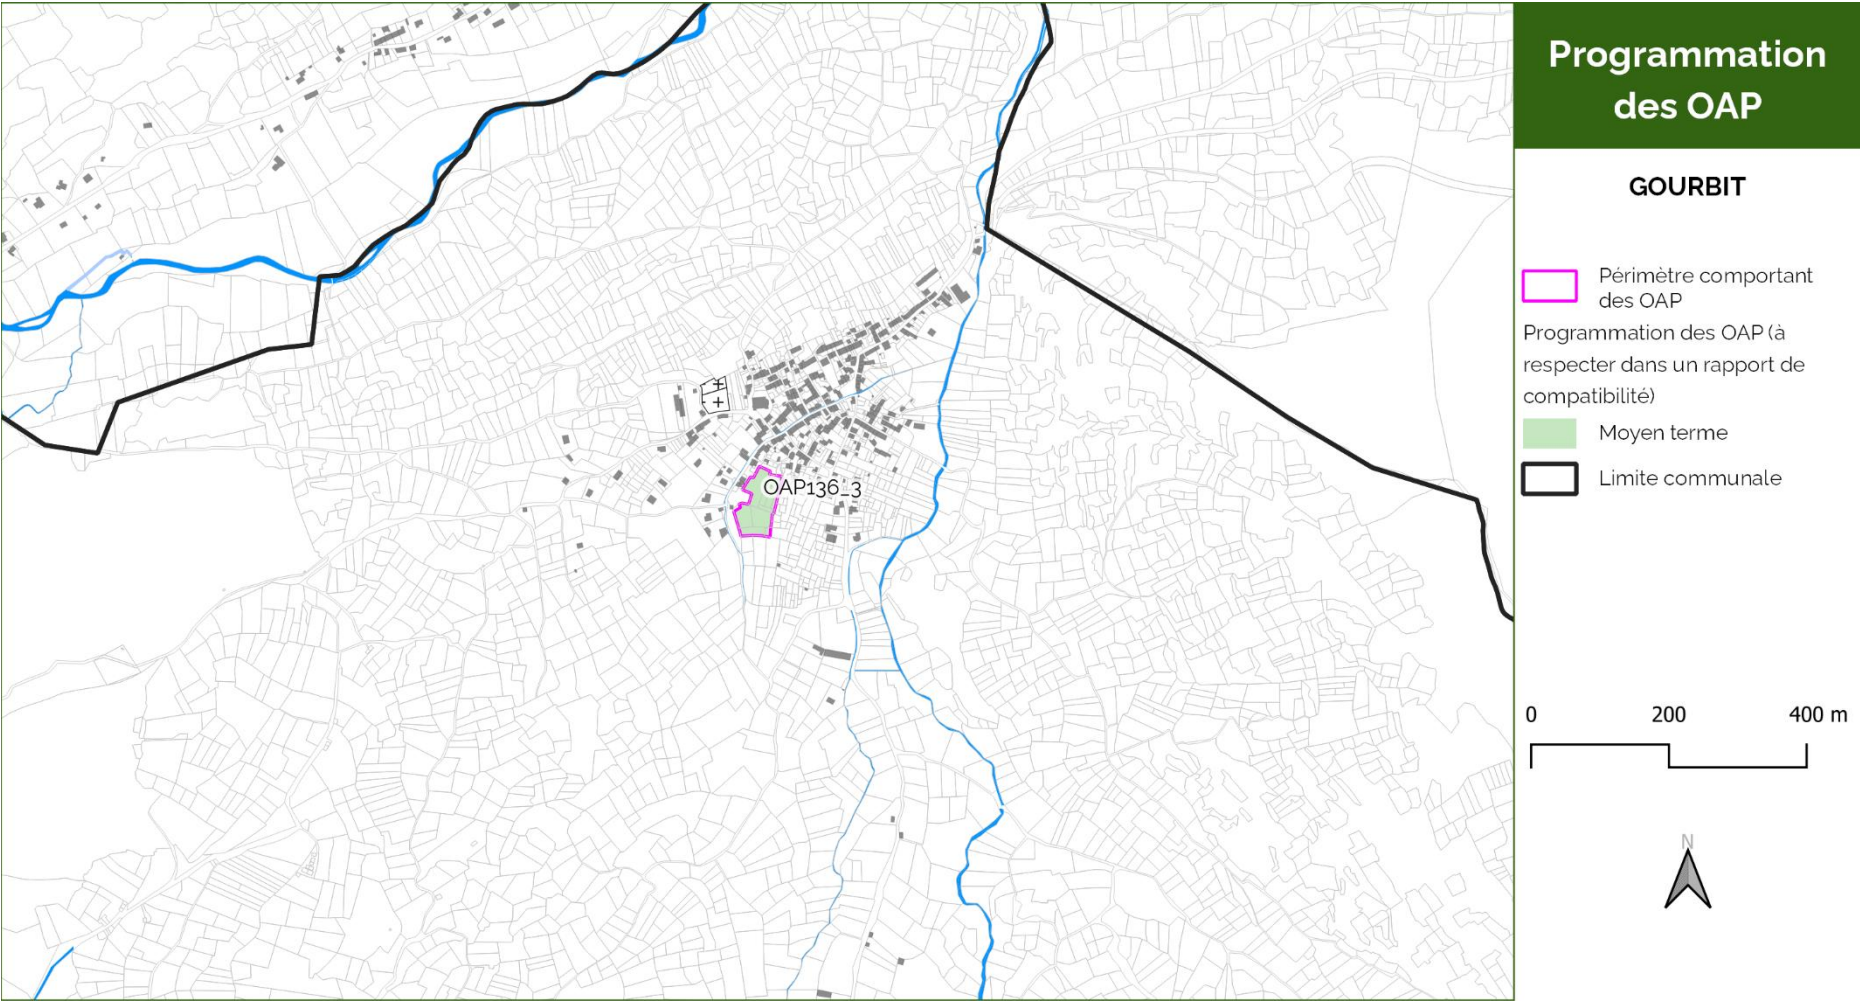 Programmation
des OAP
GOURBIT
Périmètre comportant
des OAP
Programmation des OAP (à
respecter dans un rapport de
compatibilité)
Moyen terme
Limite communale
OAP136_3
0 200 400 m
N